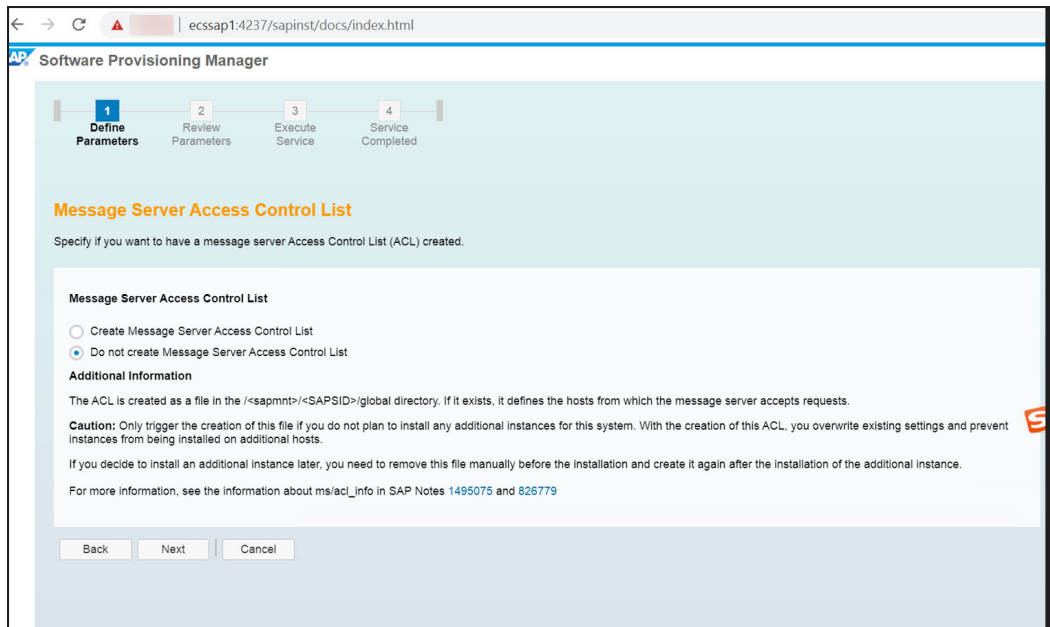 ecssap1:4237/sapinst/docs/index.html
SAP Software Provisioning Manager
1 2 3 4
Define Review Execute Service
Parameters Parameters Service Completed
Message Server Access Control List
Specify if you want to have a message server Access Control List (ACL) created.
Message Server Access Control List
Create Message Server Access Control List
Do not create Message Server Access Control List
Additional Information
The ACL is created as a file in the /<sapmnt>/<SAPSID>/global directory. If it exists, it defines the hosts from which the message server accepts requests.
Caution: Only trigger the creation of this file if you do not plan to install any additional instances for this system. With the creation of this ACL, you overwrite existing settings and prevent
instances from being installed on additional hosts.
If you decide to install an additional instance later, you need to remove this file manually before the installation and create it again after the installation of the additional instance.
For more information, see the information about ms/acl_info in SAP Notes 1495075 and 826779
Back Next Cancel